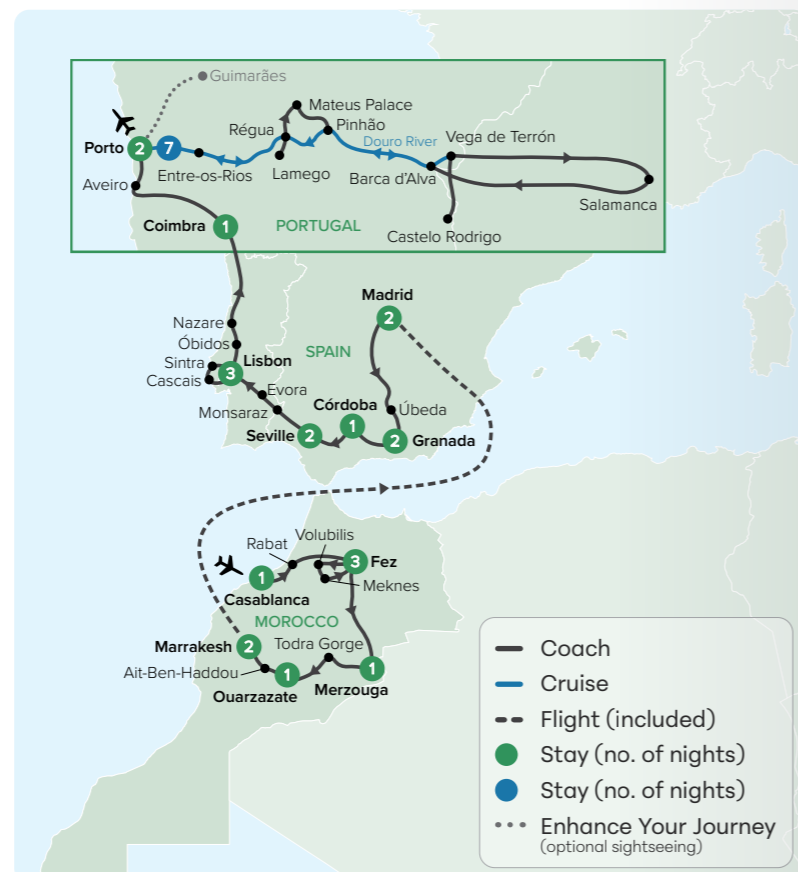 Guimarães
Mateus Palace
Régua
Pinhão
Douro River
Vega de Terrón
Porto
2
7
Entre-os-Rios
Lamego
Barca d'Alva
Aveiro
Salamanca
Coimbra
1
PORTUGAL
Castelo Rodrigo
Madrid
2
Nazare
Óbidos
SPAIN
Sintra
Lisbon
Cascais
3
Evora
Monsaraz
Córdoba
Úbeda
1
Seville
2
2
Granada
Volubilis
Rabat
3
Fez
1
Meknes
Casablanca
MOROCCO
Marrakesh
2
Todra Gorge
Ait-Ben-Haddou
1
1
Ouarzazate
Merzouga
Coach
Cruise
Flight (included)
Stay (no. of nights)
Stay (no. of nights)
Enhance Your Journey
(optional sightseeing)